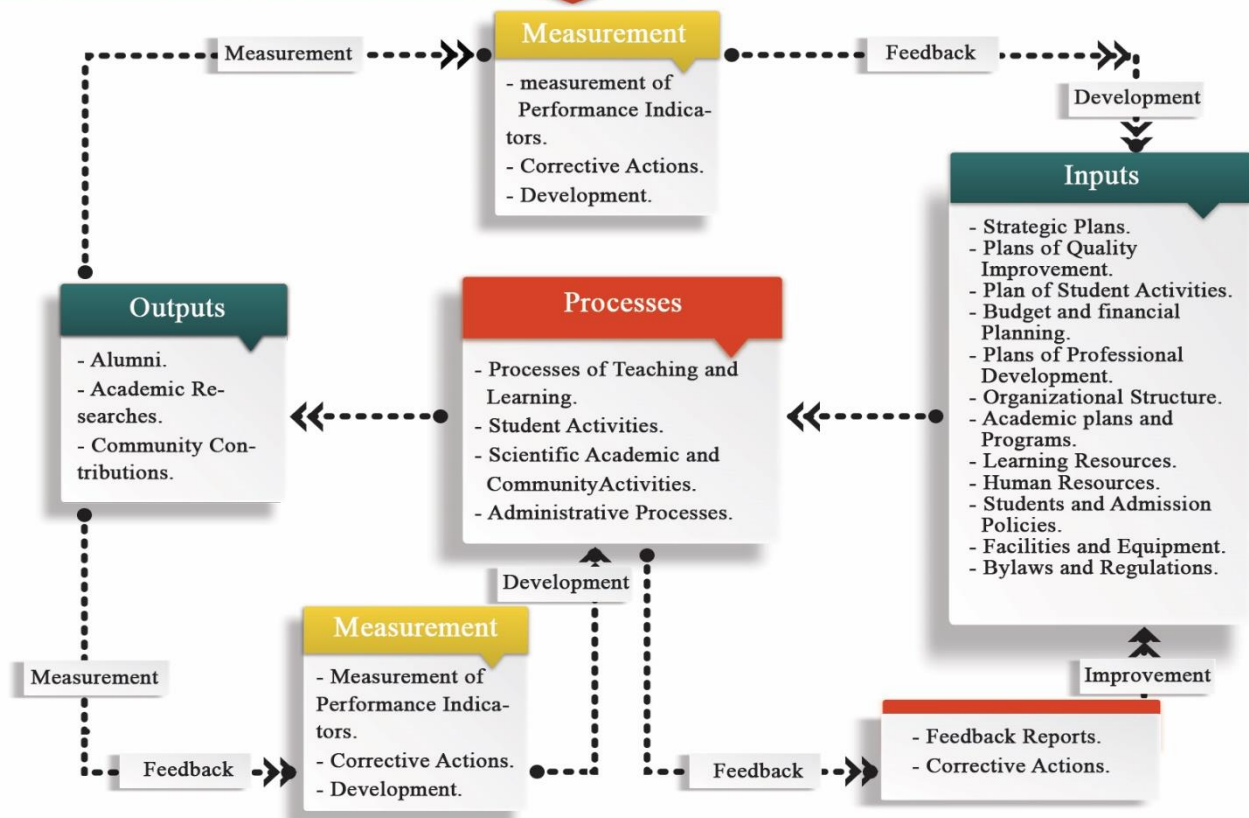 Measurement
Measurement
- measurement of
Performance Indica-
tors.
- Corrective Actions.
- Development.
Feedback
Development
Inputs
- Strategic Plans.
- Plans of Quality
Improvement.
- Plan of Student Activities.
- Budget and financial
Planning.
- Plans of Professional
Development.
- Organizational Structure.
- Academic plans and
Programs.
- Learning Resources.
- Human Resources.
- Students and Admission
Policies.
- Facilities and Equipment.
- Bylaws and Regulations.
Processes
- Processes of Teaching and
Learning.
- Student Activities.
- Scientific Academic and
CommunityActivities.
- Administrative Processes.
Outputs
- Alumni.
- Academic Re-
searches.
- Community Con-
tributions.
Measurement
Feedback
Measurement
- Measurement of
Performance Indica-
tors.
- Corrective Actions.
- Development.
Development
Feedback
- Feedback Reports.
- Corrective Actions.
Improvement